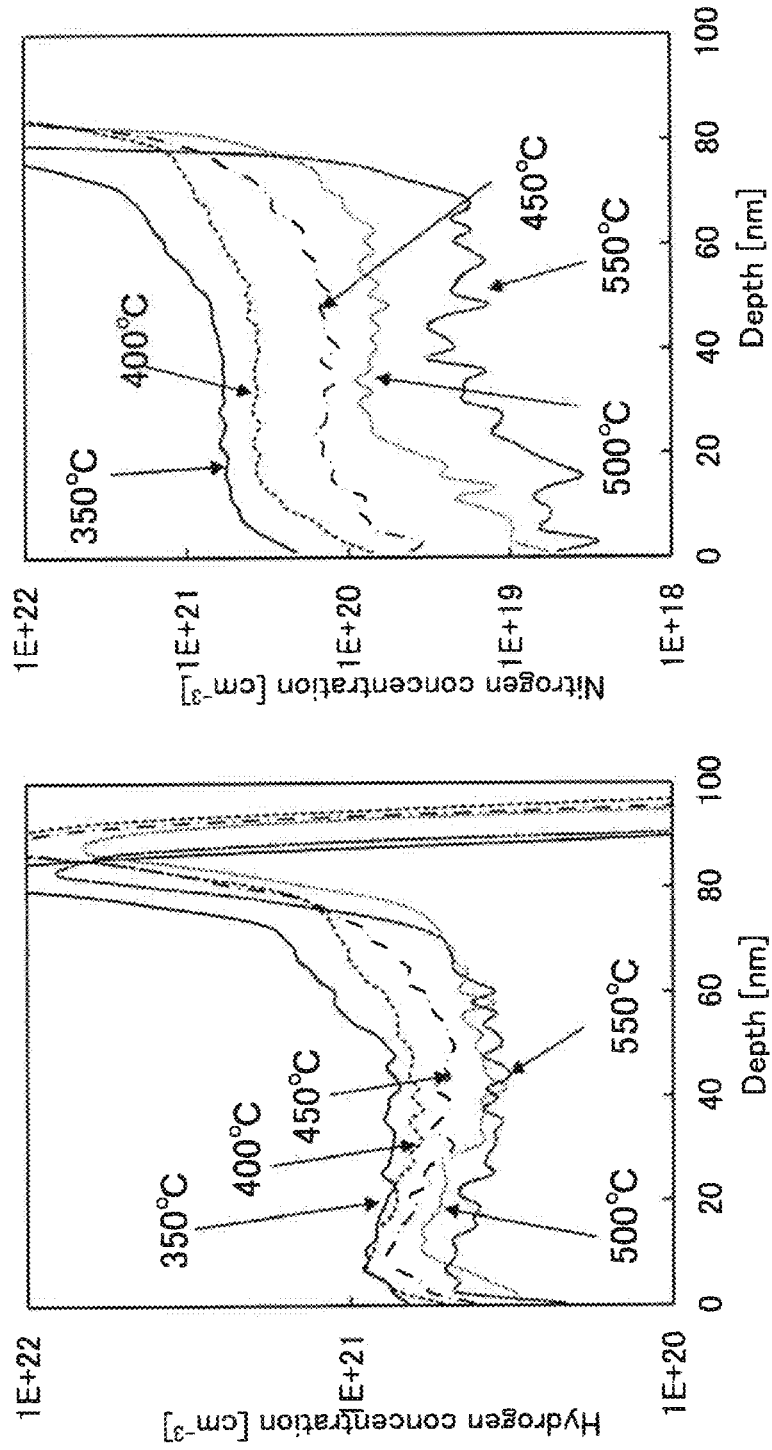 Hydrogen concentration [cm⁻³]
1E+22
1E+21
1E+20
0
20
40
60
80
100
Depth [nm]
350°C
400°C
450°C
500°C
550°C
Nitrogen concentration [cm⁻³]
1E+22
1E+21
1E+20
1E+19
1E+18
0
20
40
60
80
100
Depth [nm]
350°C
400°C
450°C
500°C
550°C